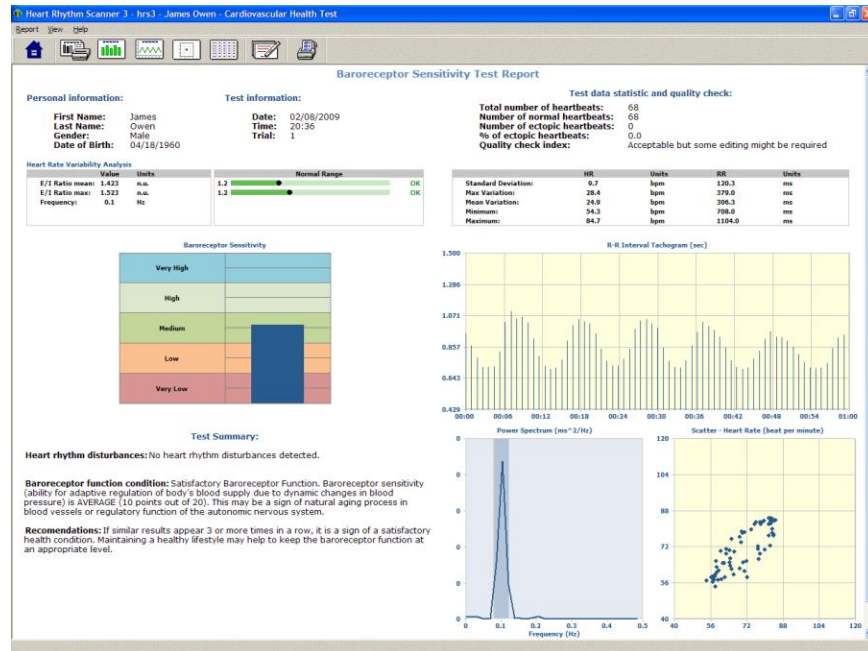 Heart Rhythm Scanner 3 - hrs3 - James Owen - Cardiovascular Health Test
Report View Help
Baroreceptor Sensitivity Test Report
Personal information:
First Name: James
Last Name: Owen
Gender: Male
Date of Birth: 04/18/1960
Test information:
Date: 02/08/2009
Time: 20:36
Trial: 1
Test data statistic and quality check:
Total number of heartbeats: 68
Number of normal heartbeats: 68
Number of ectopic heartbeats: 0
% of ectopic heartbeats: 0.0
Quality check index: Acceptable but some editing might be required
Heart Rate Variability Analysis
Value Units Normal Range
E/I Ratio mean: 1.423 n.u. 1.2 OK
E/I Ratio max: 1.523 n.u. 1.2 OK
Frequency: 0.1 Hz
HR Units RR Units
Standard Deviation: 9.7 bpm 120.3 ms
Max Variation: 28.4 bpm 379.0 ms
Mean Variation: 24.9 bpm 306.3 ms
Minimum: 54.3 bpm 708.0 ms
Maximum: 84.7 bpm 1104.0 ms
Baroreceptor Sensitivity
Very High
High
Medium
Low
Very Low
R-R Interval Tachogram (sec)
1.500
1.286
1.071
0.857
0.643
0.429
00:00 00:06 00:12 00:18 00:24 00:30 00:36 00:42 00:48 00:54 01:00
Test Summary:
Heart rhythm disturbances: No heart rhythm disturbances detected.
Baroreceptor function condition: Satisfactory Baroreceptor Function. Baroreceptor sensitivity
(ability for adaptive regulation of body's blood supply due to dynamic changes in blood
pressure) is AVERAGE (10 points out of 20). This may be a sign of natural aging process in
blood vessels or regulatory function of the autonomic nervous system.
Recomendations: If similar results appear 3 or more times in a row, it is a sign of a satisfactory
health condition. Maintaining a healthy lifestyle may help to keep the baroreceptor function at
an appropriate level.
Power Spectrum (ms^2/Hz)
0
0
0
0
0
0
0 0.1 0.2 0.3 0.4 0.5
Frequency (Hz)
Scatter - Heart Rate (beat per minute)
120
104
88
72
56
40
40 56 72 88 104 120